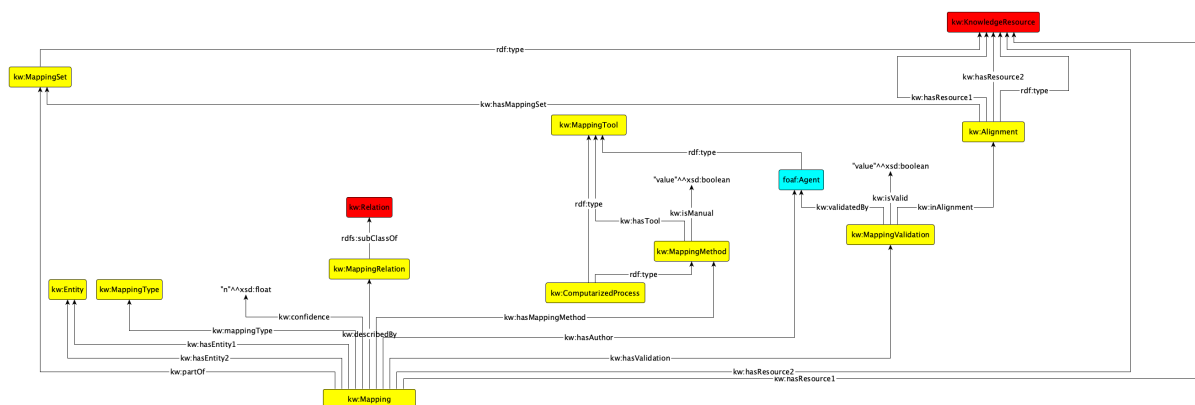 kw:KnowledgeResource
rdf:type
kw:MappingSet
kw:hasResource2
kw:hasResource1
rdf:type
kw:hasMappingSet
kw:MappingTool
kw:Alignment
rdf:type
"value"^^xsd:boolean
foaf:Agent
"value"^^xsd:boolean
rdf:type
kw:isValid
kw:Relation
kw:validatedBy
kw:inAlignment
kw:isManual
kw:hasTool
rdfs:subClassOf
kw:MappingValidation
kw:MappingMethod
kw:MappingRelation
rdf:type
kw:Entity
kw:MappingType
"n"^^xsd:float
kw:ComputarizedProcess
kw:confidence
kw:hasMappingMethod
kw:mappingType
kw:describedBy
kw:hasAuthor
kw:hasEntity1
kw:hasEntity2
kw:hasValidation
kw:partOf
kw:hasResource2
kw:hasResource1
kw:Mapping